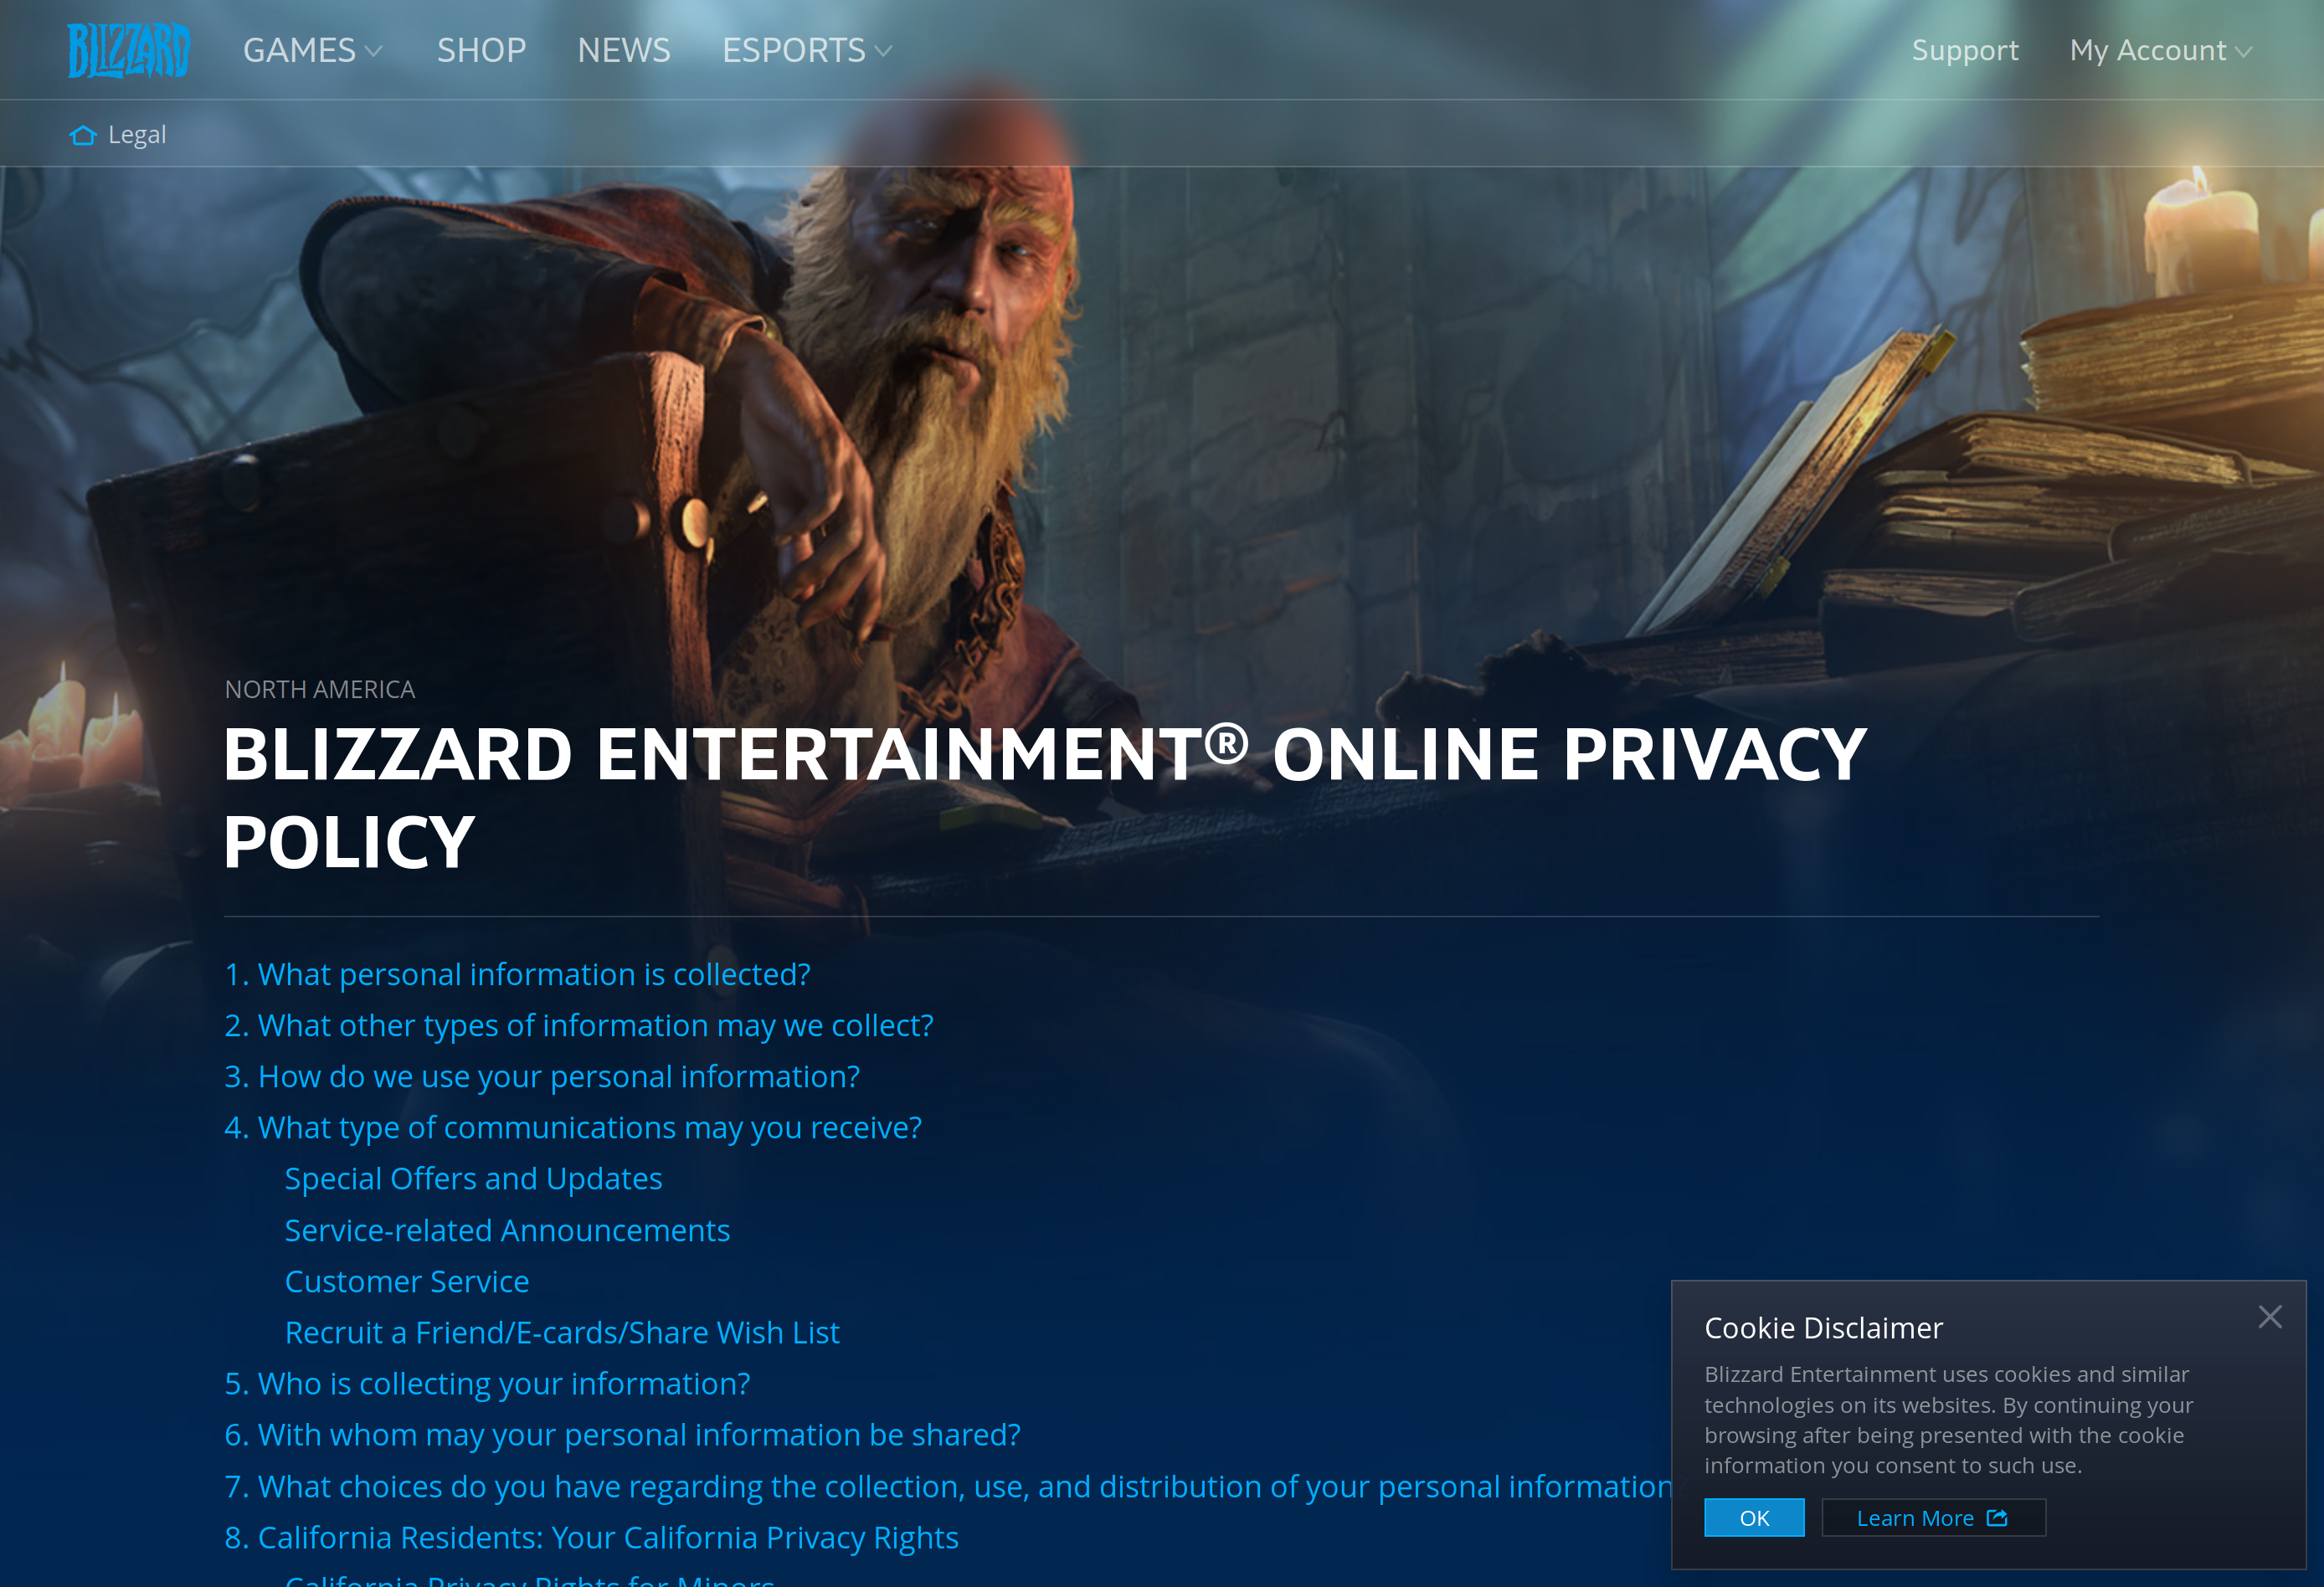 BLIZZARD GAMES SHOP NEWS ESPORTS Support My Account
Legal
NORTH AMERICA
BLIZZARD ENTERTAINMENT® ONLINE PRIVACY
POLICY
1. What personal information is collected?
2. What other types of information may we collect?
3. How do we use your personal information?
4. What type of communications may you receive?
Special Offers and Updates
Service-related Announcements
Customer Service
Recruit a Friend/E-cards/Share Wish List
5. Who is collecting your information?
6. With whom may your personal information be shared?
7. What choices do you have regarding the collection, use, and distribution of your personal information?
8. California Residents: Your California Privacy Rights
California Privacy Rights for Minors
Cookie Disclaimer
Blizzard Entertainment uses cookies and similar
technologies on its websites. By continuing your
browsing after being presented with the cookie
information you consent to such use.
OK Learn More